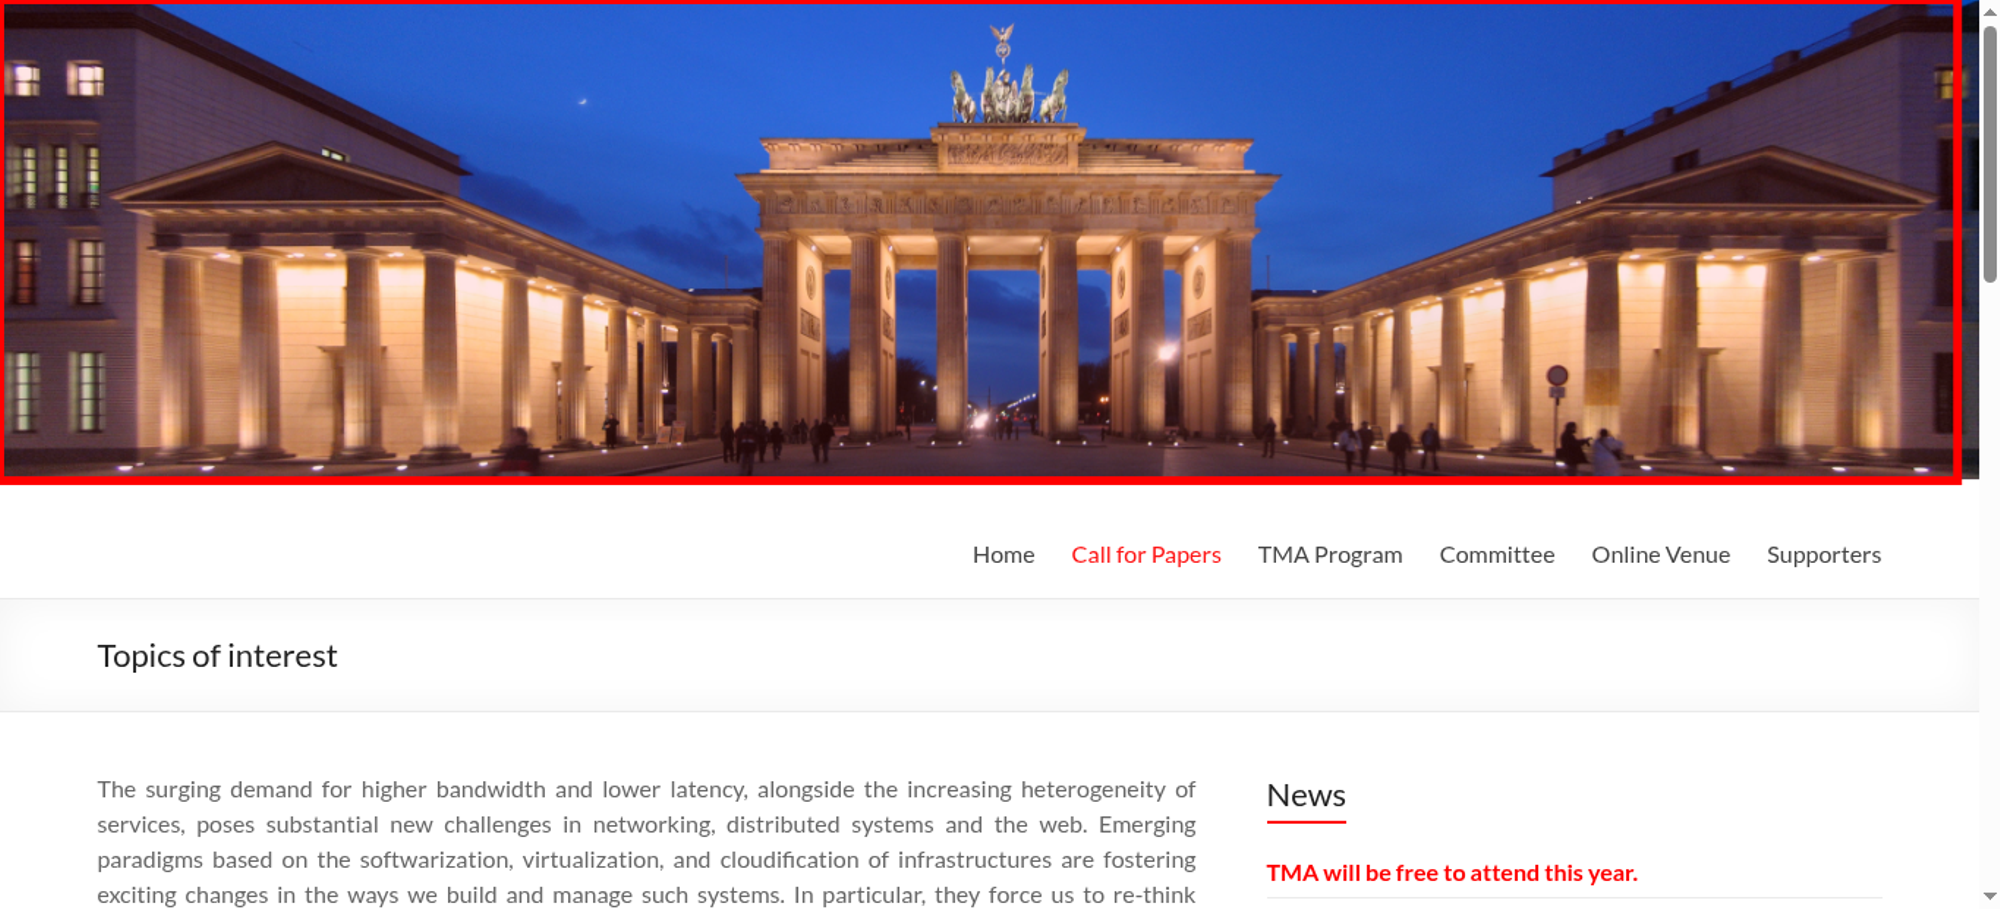 Home Call for Papers TMA Program Committee Online Venue Supporters
Topics of interest
The surging demand for higher bandwidth and lower latency, alongside the increasing heterogeneity of
services, poses substantial new challenges in networking, distributed systems and the web. Emerging
paradigms based on the softwarization, virtualization, and cloudification of infrastructures are fostering
exciting changes in the ways we build and manage such systems. In particular, they force us to re-think
News
TMA will be free to attend this year.